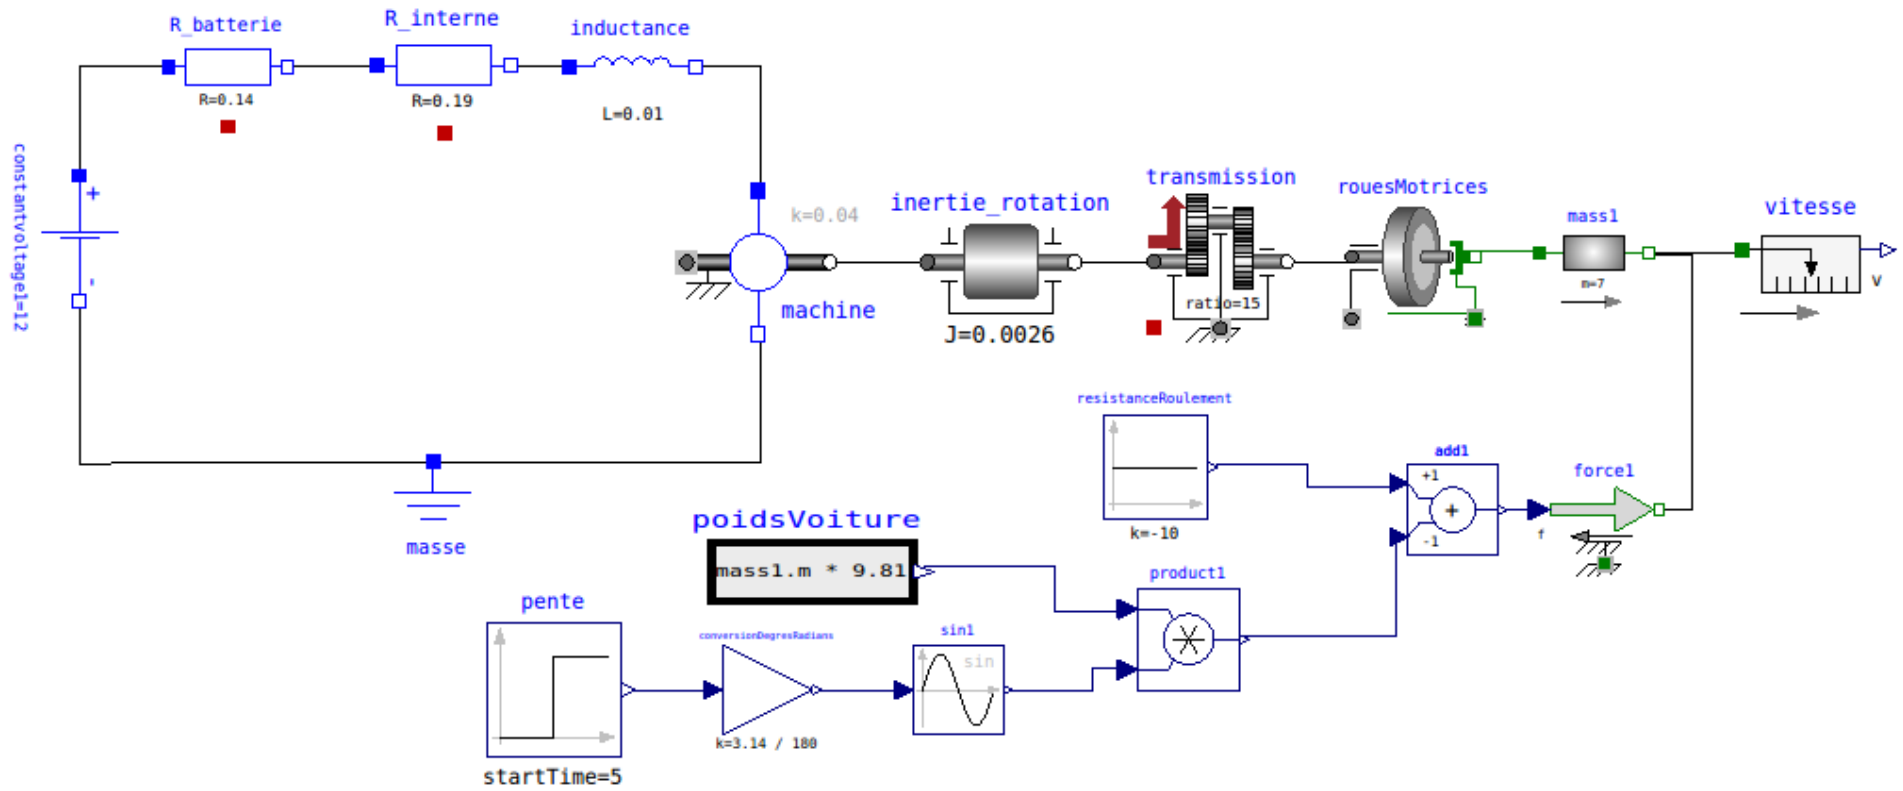 R_batterie
R=0.14
R_interne
R=0.19
inductance
L=0.01
constantvoltage1=12
+
-
k=0.04
machine
inertie_rotation
J=0.0026
transmission
ratio=15
rouesMotrices
mass1
m=7
vitesse
v
masse
resistanceRoulement
k=-10
add1
+1
+
-1
force1
f
poidsVoiture
mass1.m * 9.81
product1
pente
startTime=5
conversionDegresRadians
k=3.14 / 180
sin1
sin